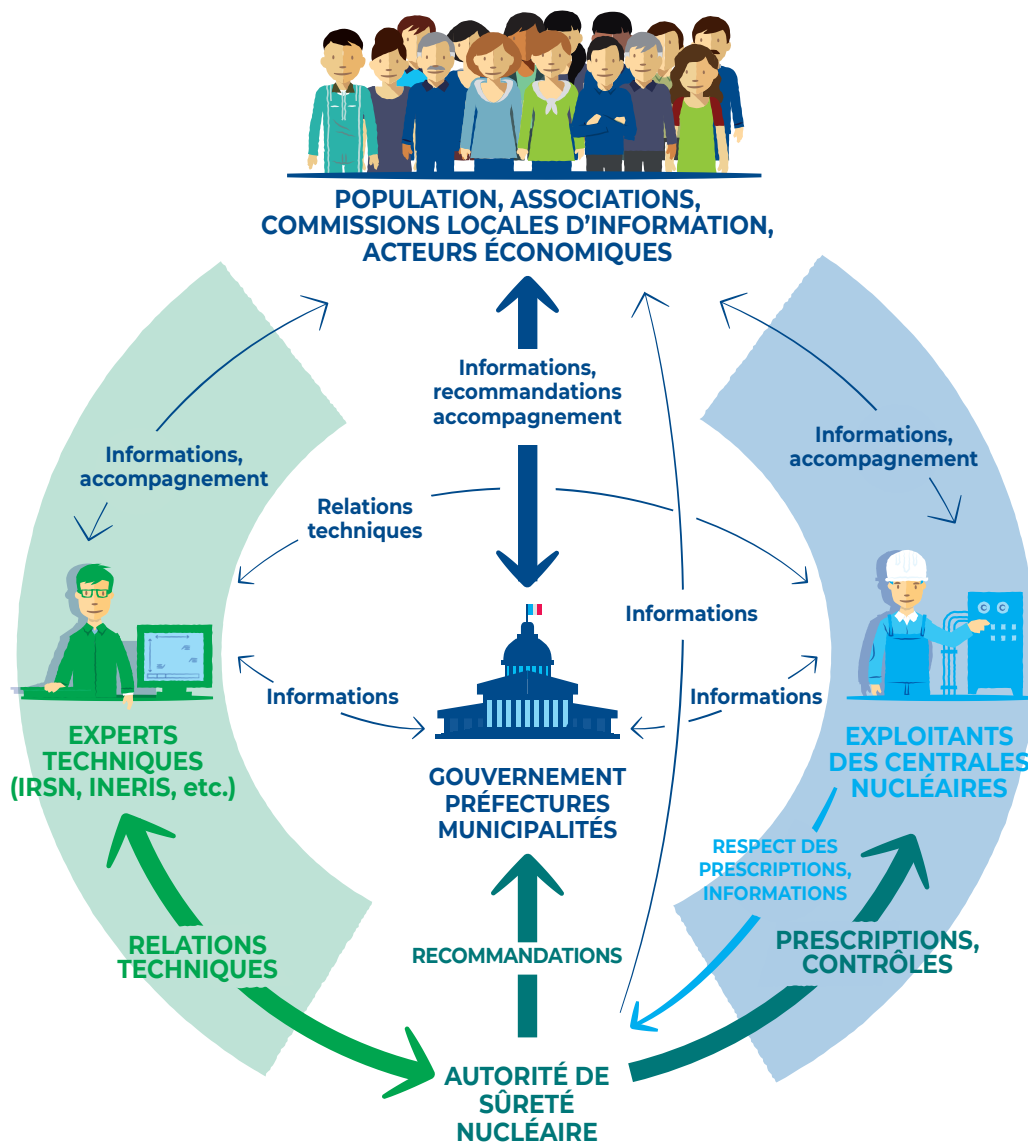 POPULATION, ASSOCIATIONS,
COMMISSIONS LOCALES D'INFORMATION,
ACTEURS ÉCONOMIQUES
Informations,
recommandations
accompagnement
Informations,
accompagnement
Informations,
accompagnement
Relations
techniques
Informations
Informations
Informations
EXPERTS
TECHNIQUES
(IRSN, INERIS, etc.)
GOUVERNEMENT
PRÉFECTURES
MUNICIPALITÉS
EXPLOITANTS
DES CENTRALES
NUCLÉAIRES
RESPECT DES
PRESCRIPTIONS,
INFORMATIONS
RELATIONS
TECHNIQUES
RECOMMANDATIONS
PRESCRIPTIONS,
CONTRÔLES
AUTORITÉ DE
SÛRETÉ
NUCLÉAIRE